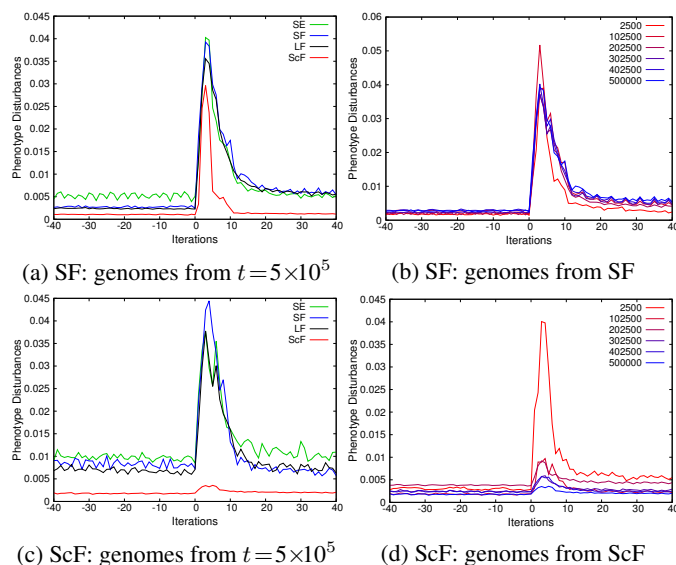 0.045
0.04
0.035
0.03
0.025
0.02
0.015
0.01
0.005
0
-40 -30 -20 -10 0 10 20 30 40
Iterations
Phenotype Disturbances
SE
SF
LF
ScF
(a) SF: genomes from t=5×10⁵
0.06
0.05
0.04
0.03
0.02
0.01
0
-40 -30 -20 -10 0 10 20 30 40
Iterations
Phenotype Disturbances
2500
102500
202500
302500
402500
500000
(b) SF: genomes from SF
0.045
0.04
0.035
0.03
0.025
0.02
0.015
0.01
0.005
0
-40 -30 -20 -10 0 10 20 30 40
Iterations
Phenotype Disturbances
SE
SF
LF
ScF
(c) ScF: genomes from t=5×10⁵
0.045
0.04
0.035
0.03
0.025
0.02
0.015
0.01
0.005
0
-40 -30 -20 -10 0 10 20 30 40
Iterations
Phenotype Disturbances
2500
102500
202500
302500
402500
500000
(d) ScF: genomes from ScF